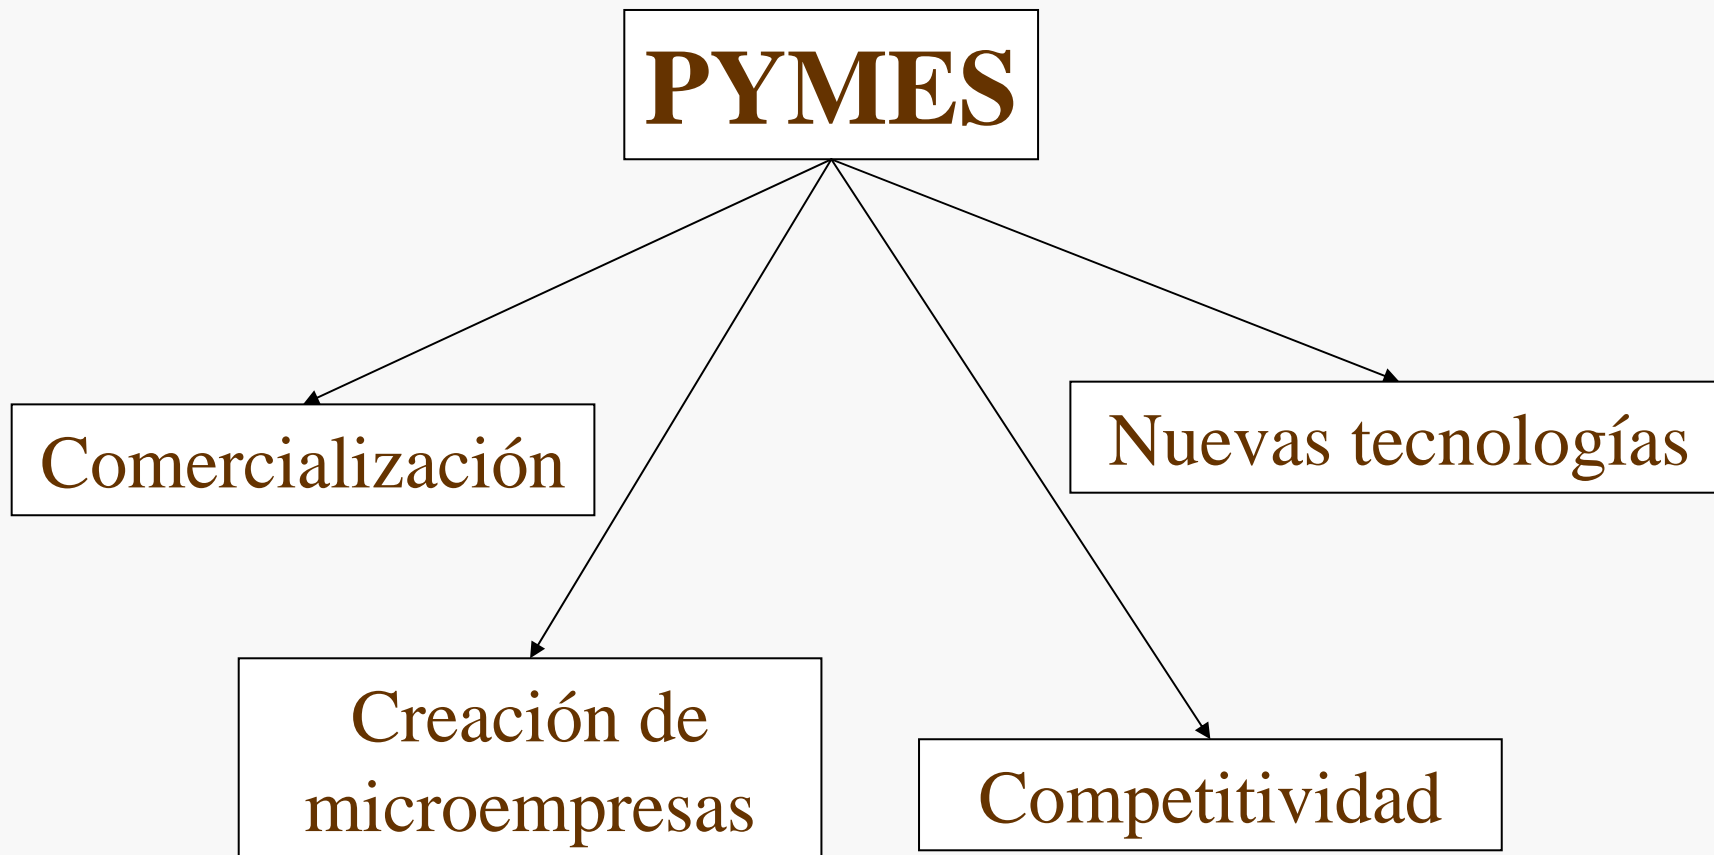 PYMES
Comercialización
Nuevas tecnologías
Creación de
microempresas
Competitividad